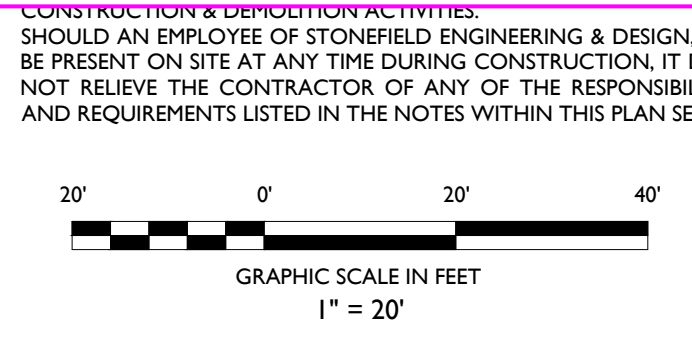 CONSTRUCTION & DEMOLITION ACTIVITIES.
SHOULD AN EMPLOYEE OF STONEFIELD ENGINEERING & DESIGN,
BE PRESENT ON SITE AT ANY TIME DURING CONSTRUCTION, IT
NOT RELIEVE THE CONTRACTOR OF ANY OF THE
AND REQUIREMENTS LISTED IN THE NOTES WITHIN THIS PLAN
20' 0' 20' 40'
GRAPHIC SCALE IN FEET
1" = 20'